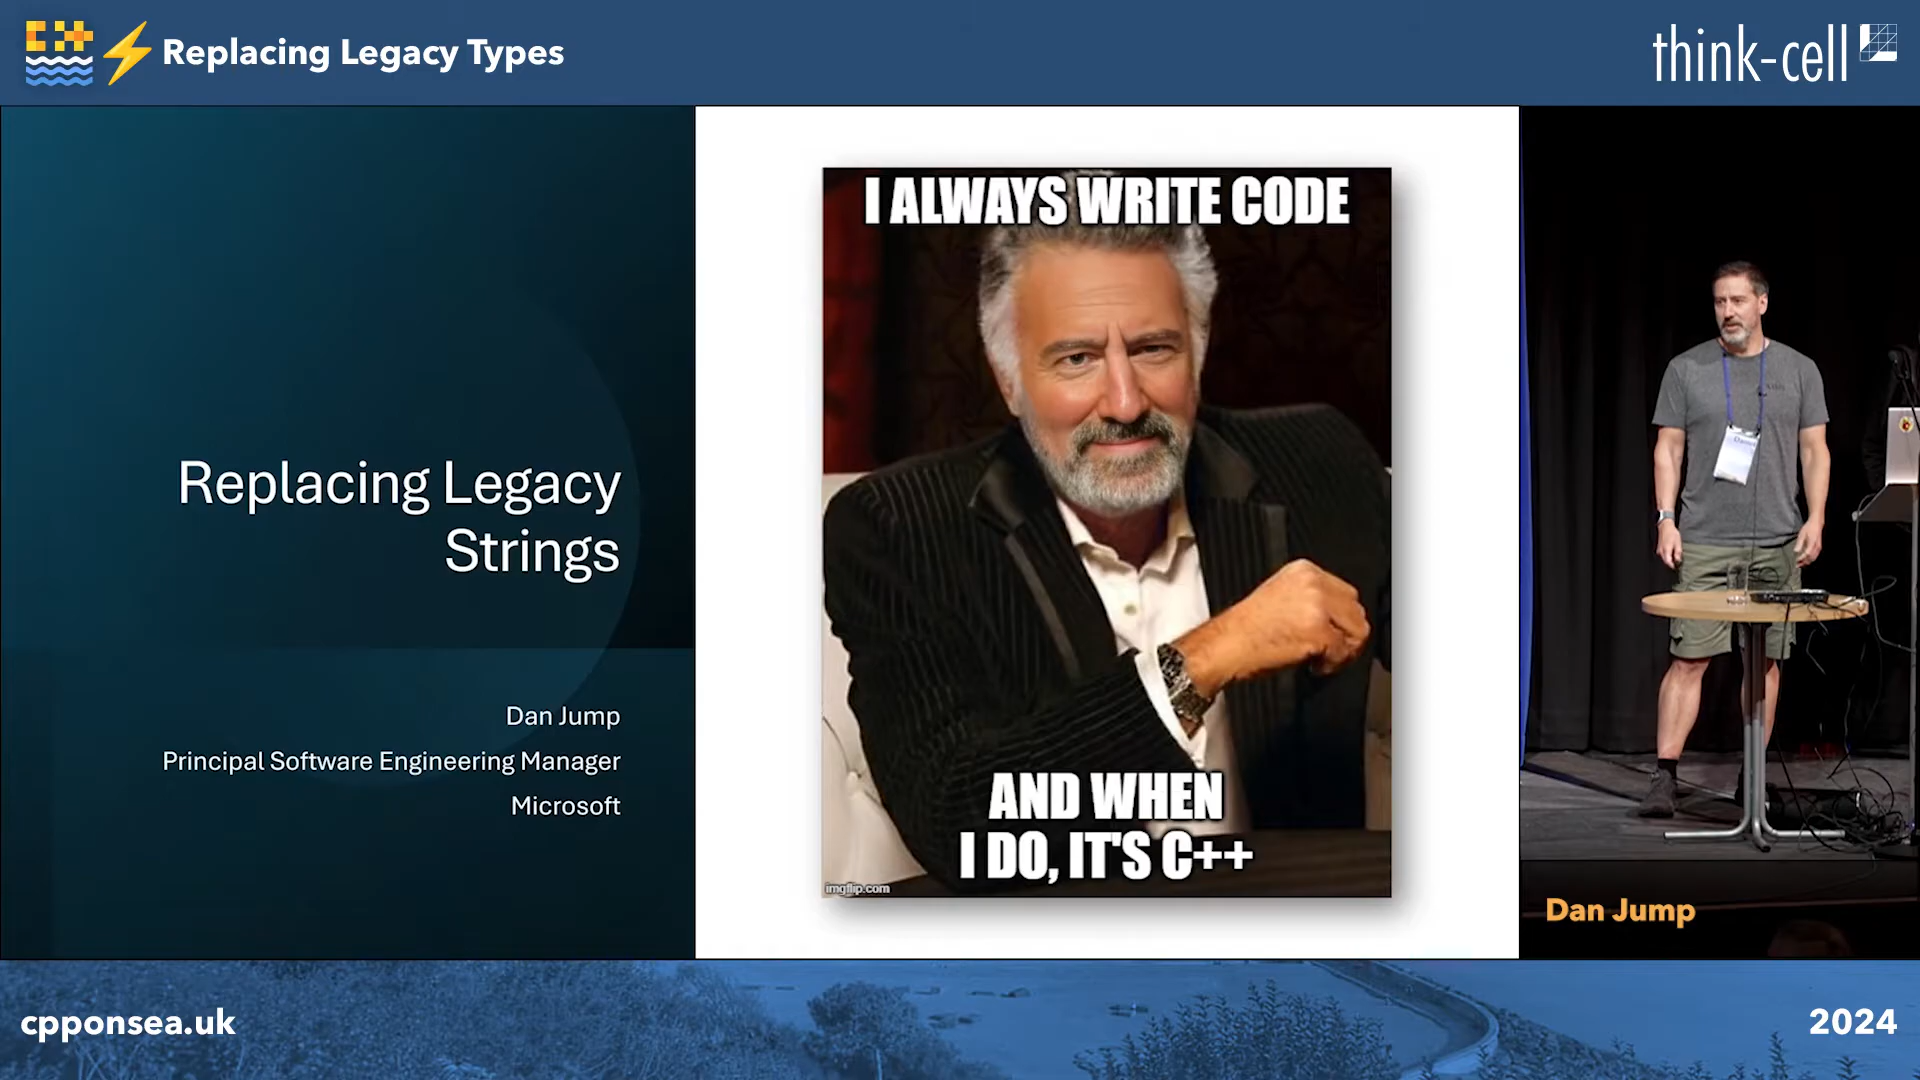 Replacing Legacy Types
think-cell
Replacing Legacy
Strings
Dan Jump
Principal Software Engineering Manager
Microsoft
I ALWAYS WRITE CODE
AND WHEN
I DO, IT'S C++
imgflip.com
Dan Jump
cpponsea.uk
2024